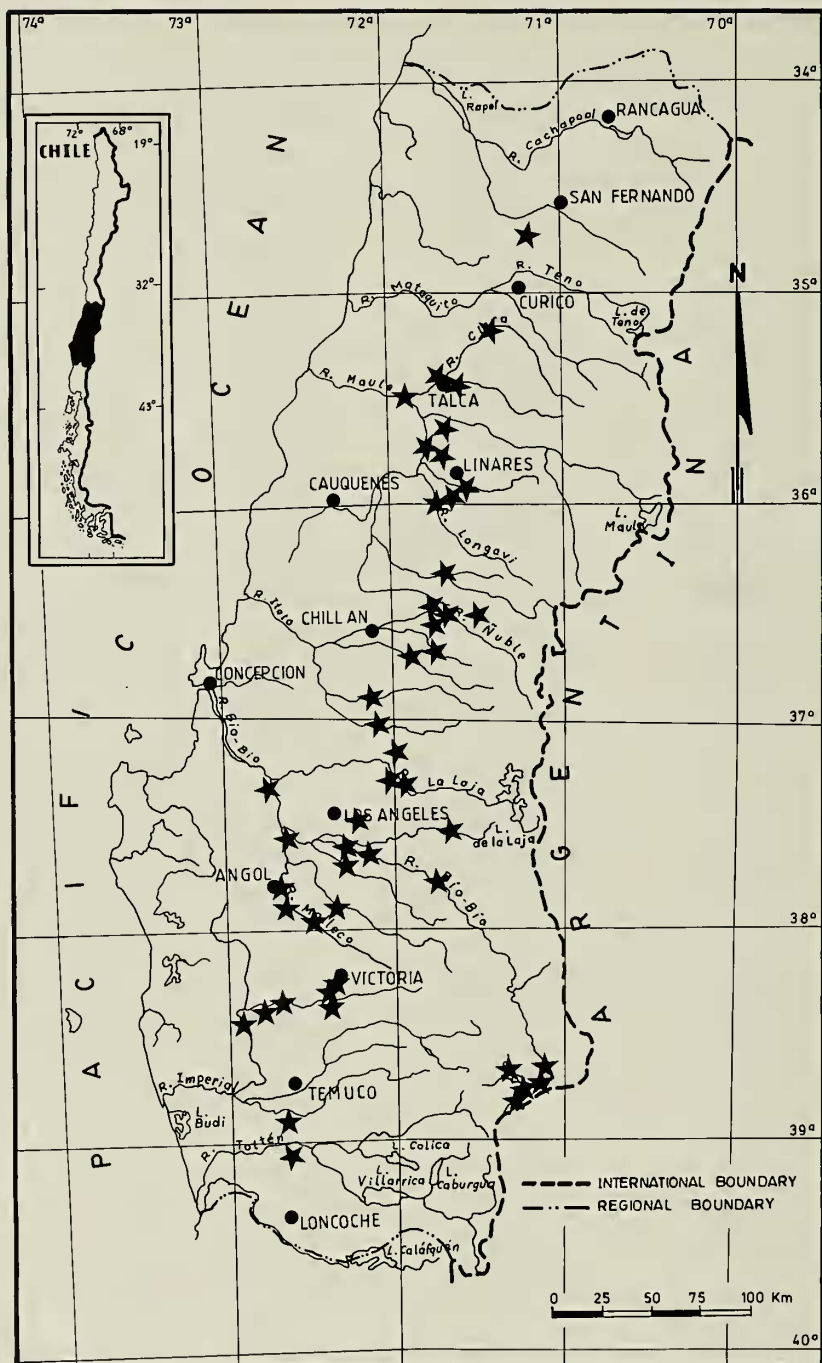 74° 73° 72° 71° 70°
34°
L. Rapel
RANCAGUA
R. Cachapoal
72° 68°
19°
CHILE
SAN FERNANDO
32°
43°
R. Teno
35°
R. Mataquito
CURICO
L. de Teno
N
R. Claro
R. Maule
TALCA
LINARES
CAUQUENES
36°
L. Maule
R. Longaví
R. Itata
CHILLAN
R. Ñuble
CONCEPCION
37°
R. Bío-Bío
R. La Laja
LOS ANGELES
L. de la Laja
R. Bío-Bío
ANGOL
R. Malleco
38°
VICTORIA
R. Imperial
TEMUCO
L. Budi
39°
R. Toltén
L. Colico
L. Villarrica
L. Caburgua
INTERNATIONAL BOUNDARY
REGIONAL BOUNDARY
LONCOCHE
L. Calafquén
0 25 50 75 100 Km
40°
PACIFIC OCEAN
ARGENTINA